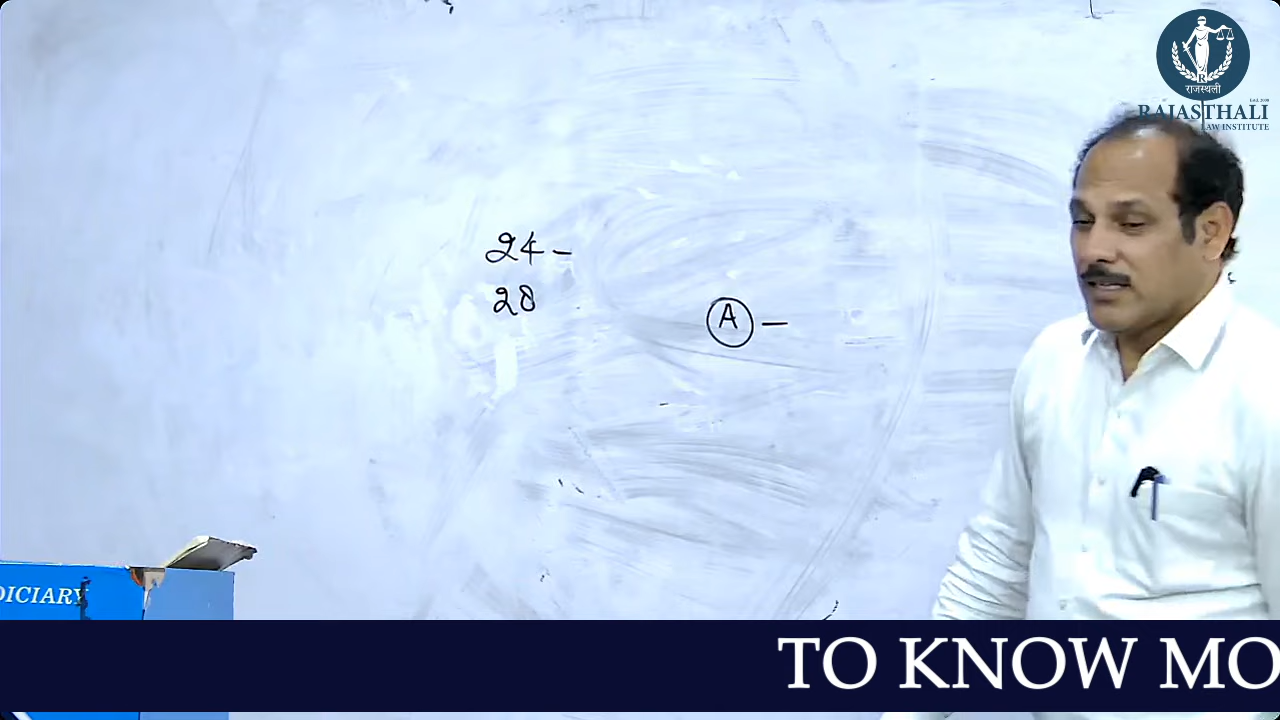 राजस्थली
RAJASTHALI
LAW INSTITUTE
24 -
28
A -
DICIARY
TO KNOW MO